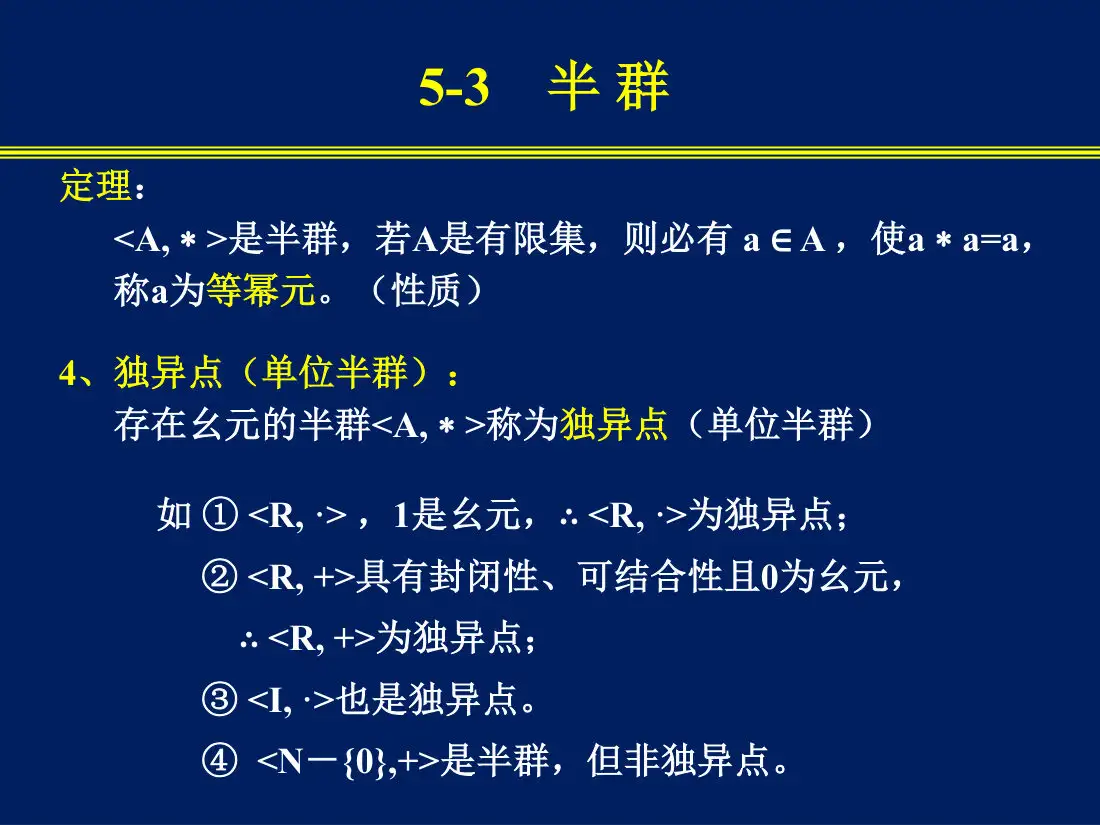 5-3 半 群
定理：
<A, * >是半群，若A是有限集，则必有 a ∈ A ，使a * a=a，
称a为等幂元。（性质）
4、独异点（单位半群）：
存在幺元的半群<A, * >称为独异点（单位半群）
如 ① <R, ·> ，1是幺元，∴ <R, ·>为独异点；
② <R, +>具有封闭性、可结合性且0为幺元，
∴ <R, +>为独异点；
③ <I, ·>也是独异点。
④ <N－{0},+>是半群，但非独异点。